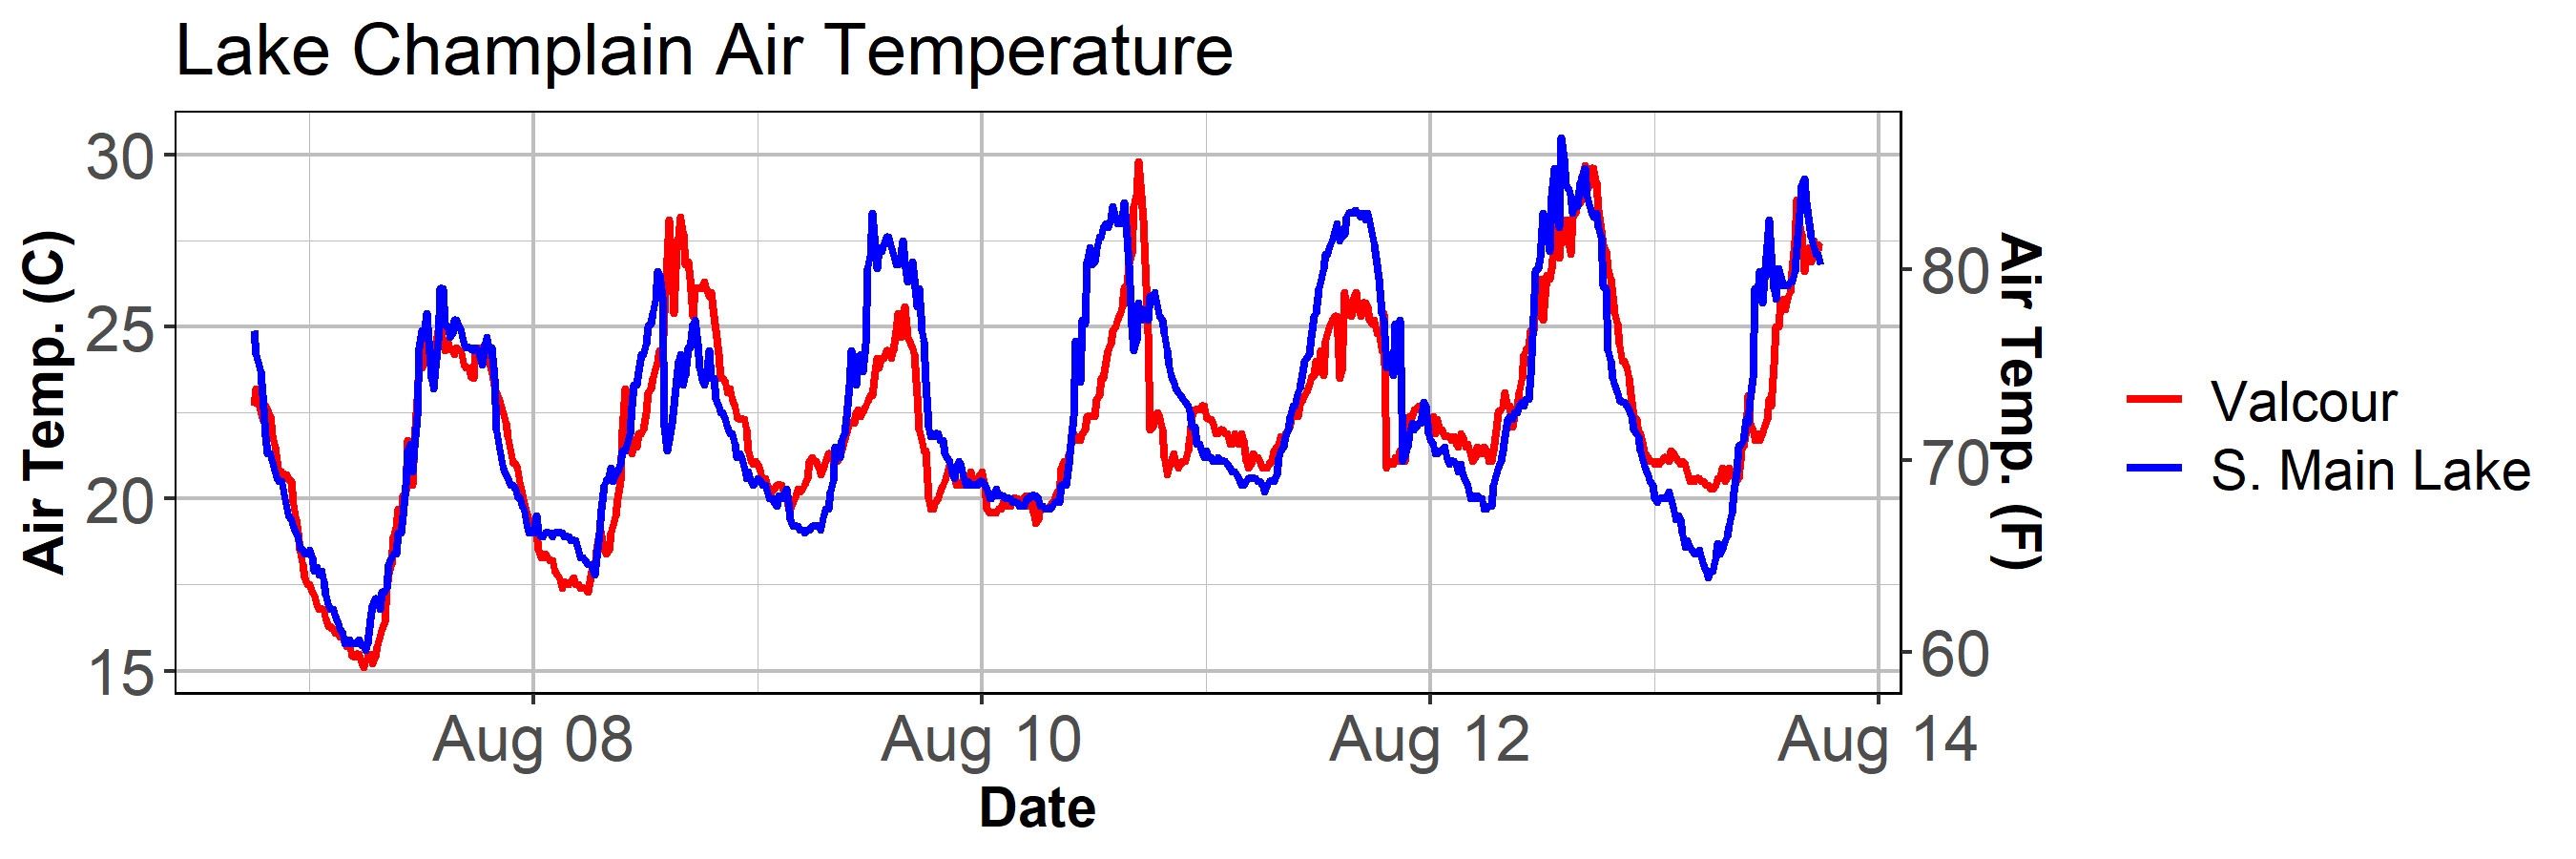 Lake Champlain Air Temperature
Air Temp. (C)
30
25
20
15
Air Temp. (F)
80
70
60
Aug 08
Aug 10
Aug 12
Aug 14
Date
Valcour
S. Main Lake